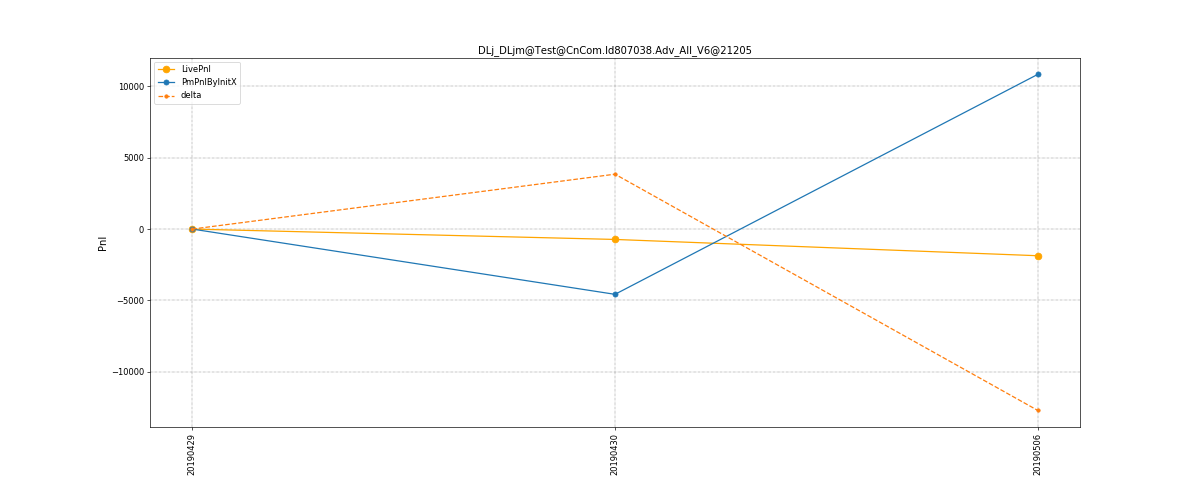 DLj_DLjm@Test@CnCom.Id807038.Adv_All_V6@21205
LivePnl
PmPnlByInitX
delta
10000
5000
0
−5000
−10000
Pnl
20190429
20190430
20190506